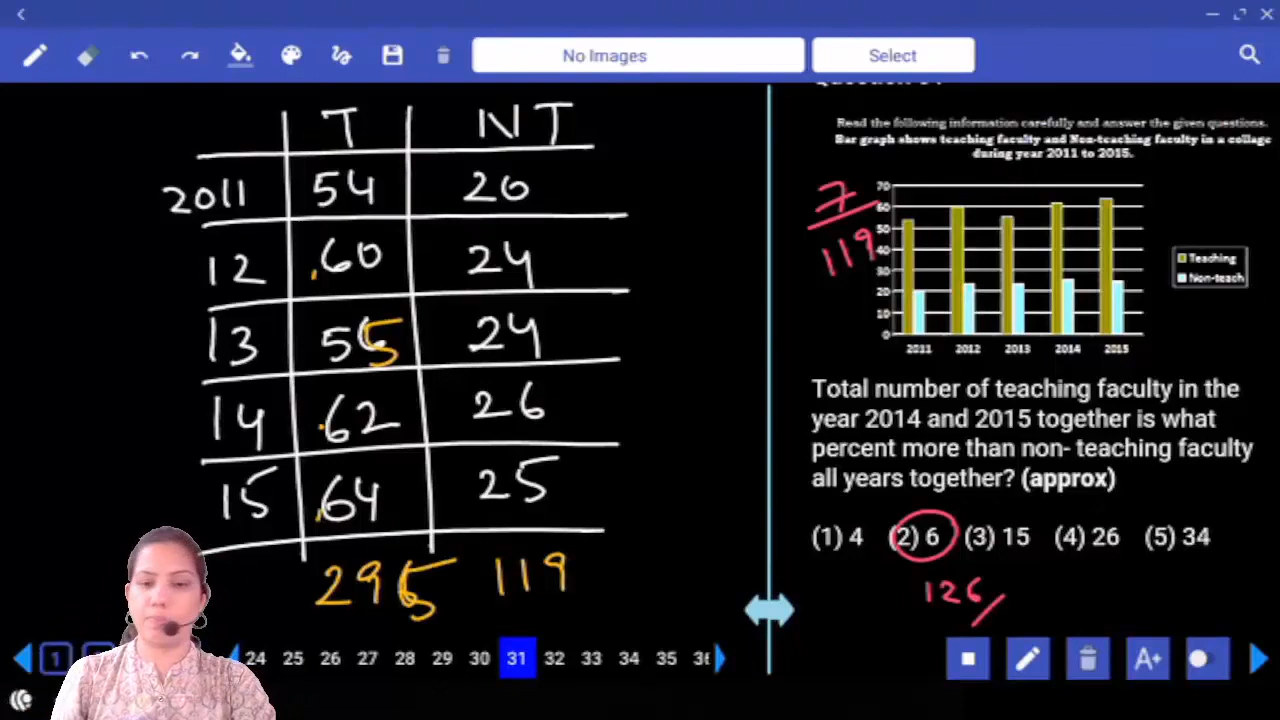 No Images
Select
T NT
2011 54 20
12 60 24
13 55 24
14 62 26
15 64 25
295 119
Read the following information carefully and answer the given questions.
Bar graph shows teaching faculty and Non-teaching faculty in a collage
during year 2011 to 2015.
7
119
70
60
50
40
30
20
10
0
2011 2012 2013 2014 2015
Teaching
Non-teach
Total number of teaching faculty in the
year 2014 and 2015 together is what
percent more than non- teaching faculty
all years together? (approx)
(1) 4 (2) 6 (3) 15 (4) 26 (5) 34
126/
1 24 25 26 27 28 29 30 31 32 33 34 35
A+